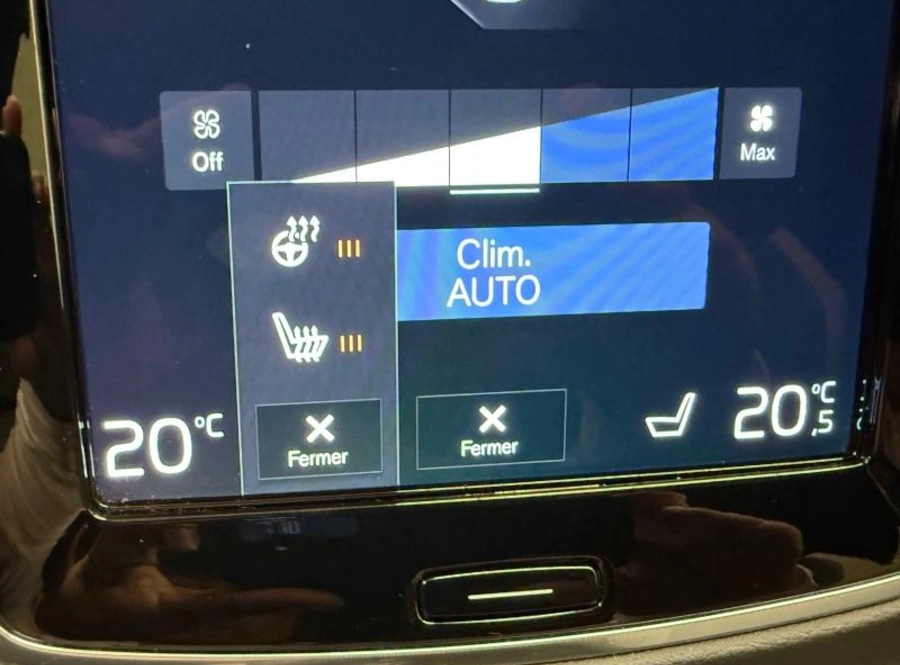 Off
Max
Clim.
AUTO
20°C
Fermer
Fermer
20,5°C